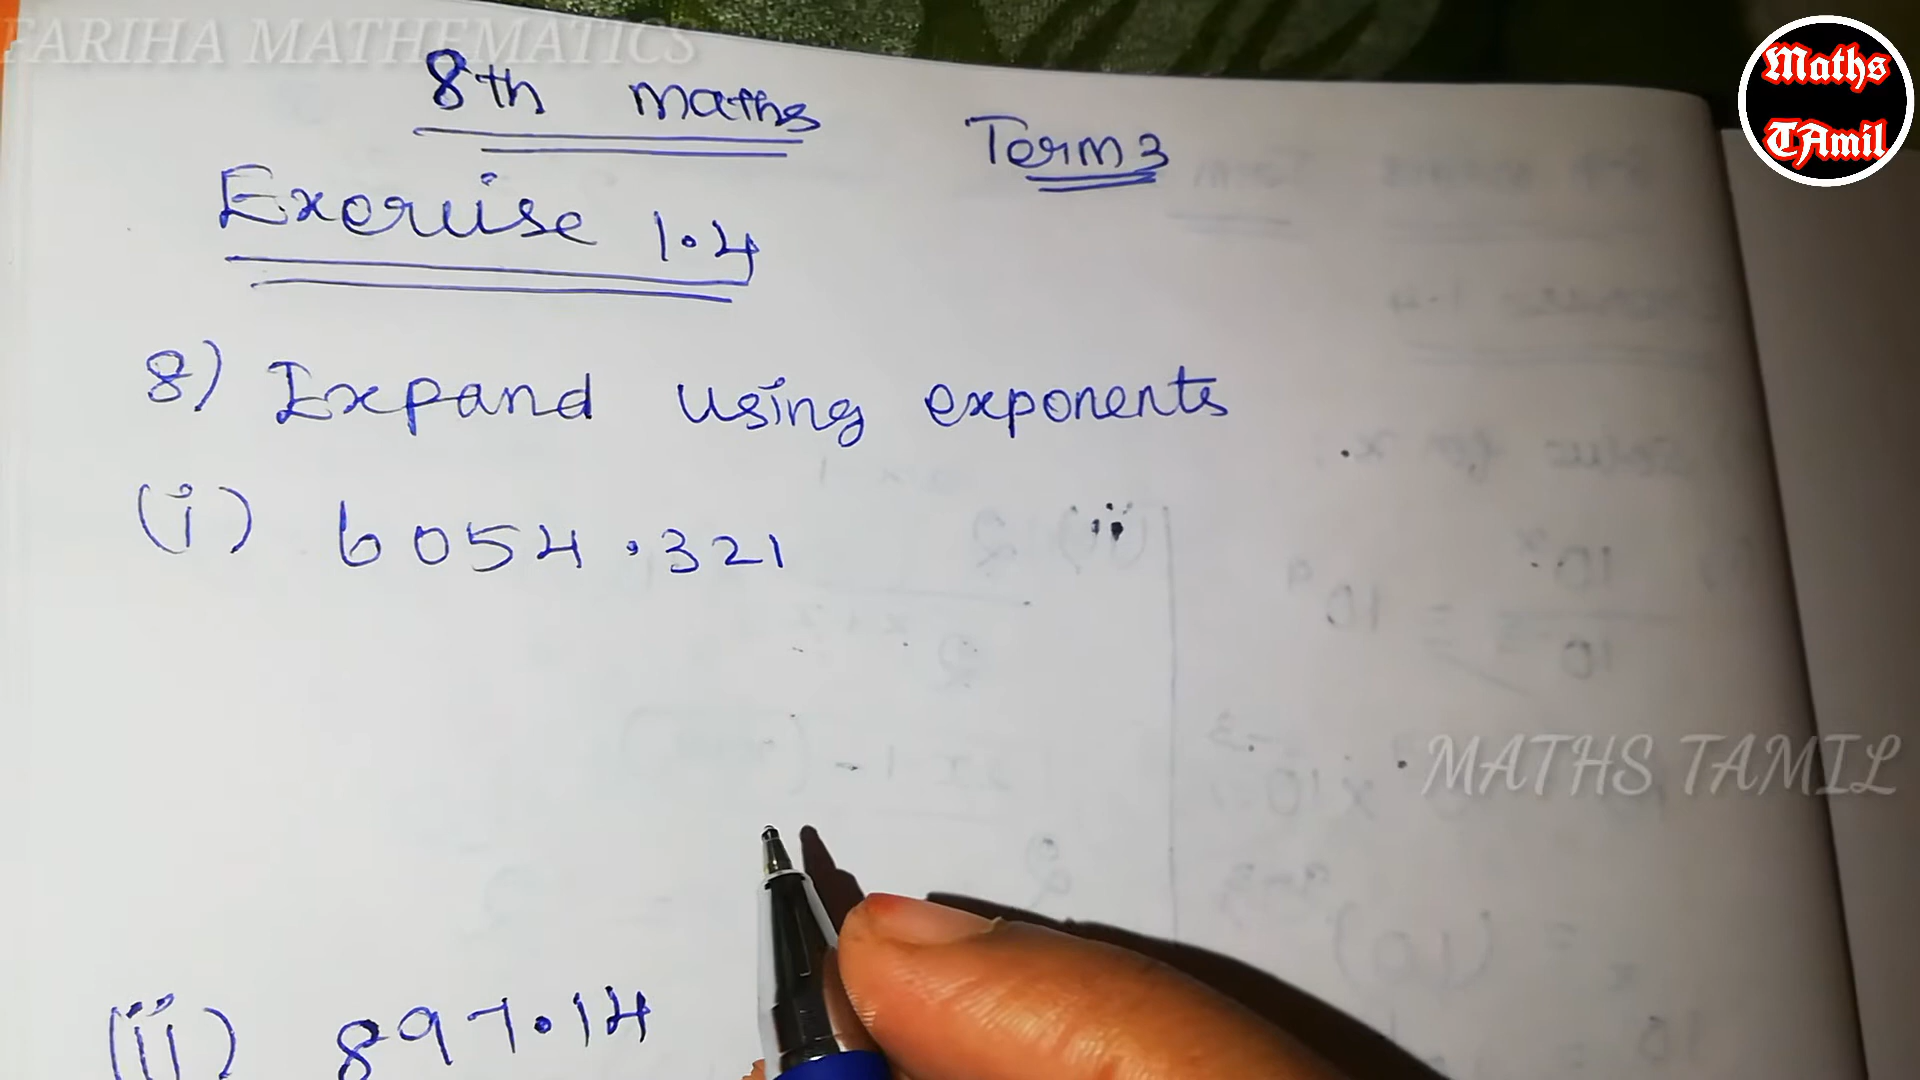 FARIHA MATHEMATICS
Maths
TAmil
8th maths
Term 3
Exercise 1.4
8) Expand using exponents
(i) 6054.321
MATHS TAMIL
(ii) 897.14